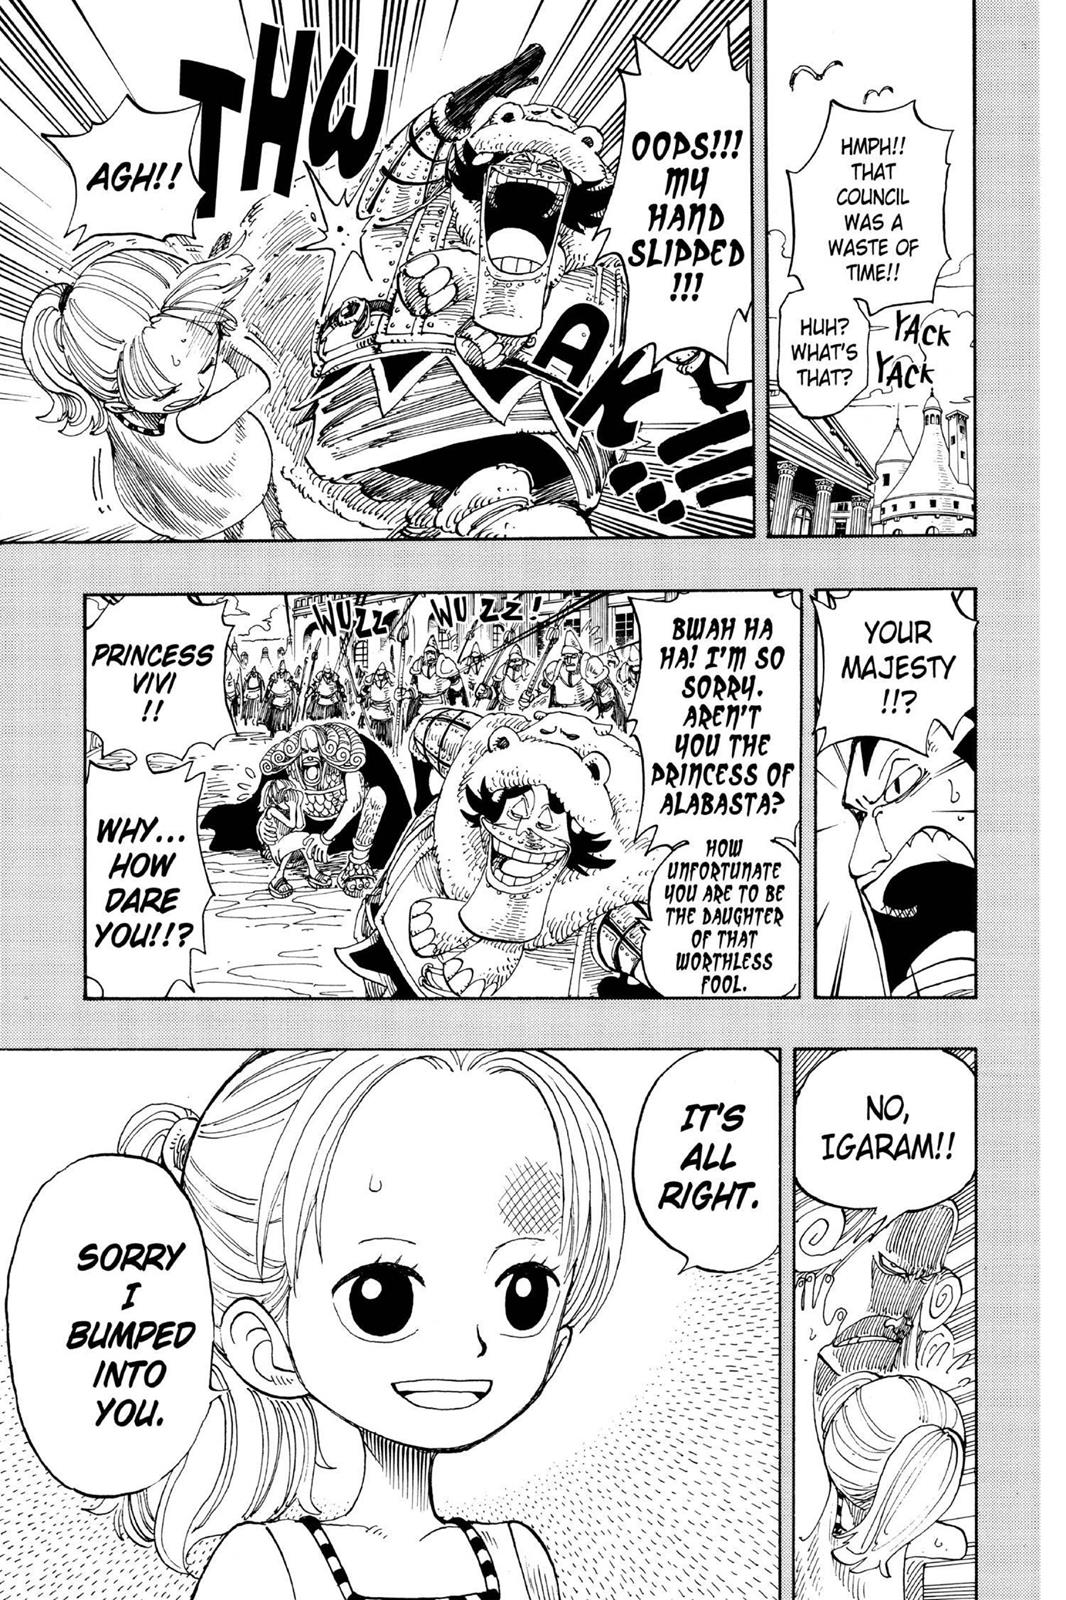 HMPH!!
THAT
COUNCIL
WAS A
WASTE OF
TIME!!
HUH?
WHAT'S
THAT?
YACK
YACK
OOPS!!!
MY
HAND
SLIPPED
!!!
THWAK!!!
AGH!!
YOUR
MAJESTY
!!?
BWAH HA
HA! I'M SO
SORRY.
AREN'T
YOU THE
PRINCESS OF
ALABASTA?
HOW
UNFORTUNATE
YOU ARE TO BE
THE DAUGHTER
OF THAT
WORTHLESS
FOOL.
WUZZ
WUZZ!
PRINCESS
VIVI
!!
WHY...
HOW
DARE
YOU!!?
NO,
IGARAM!!
IT'S
ALL
RIGHT.
SORRY
I
BUMPED
INTO
YOU.